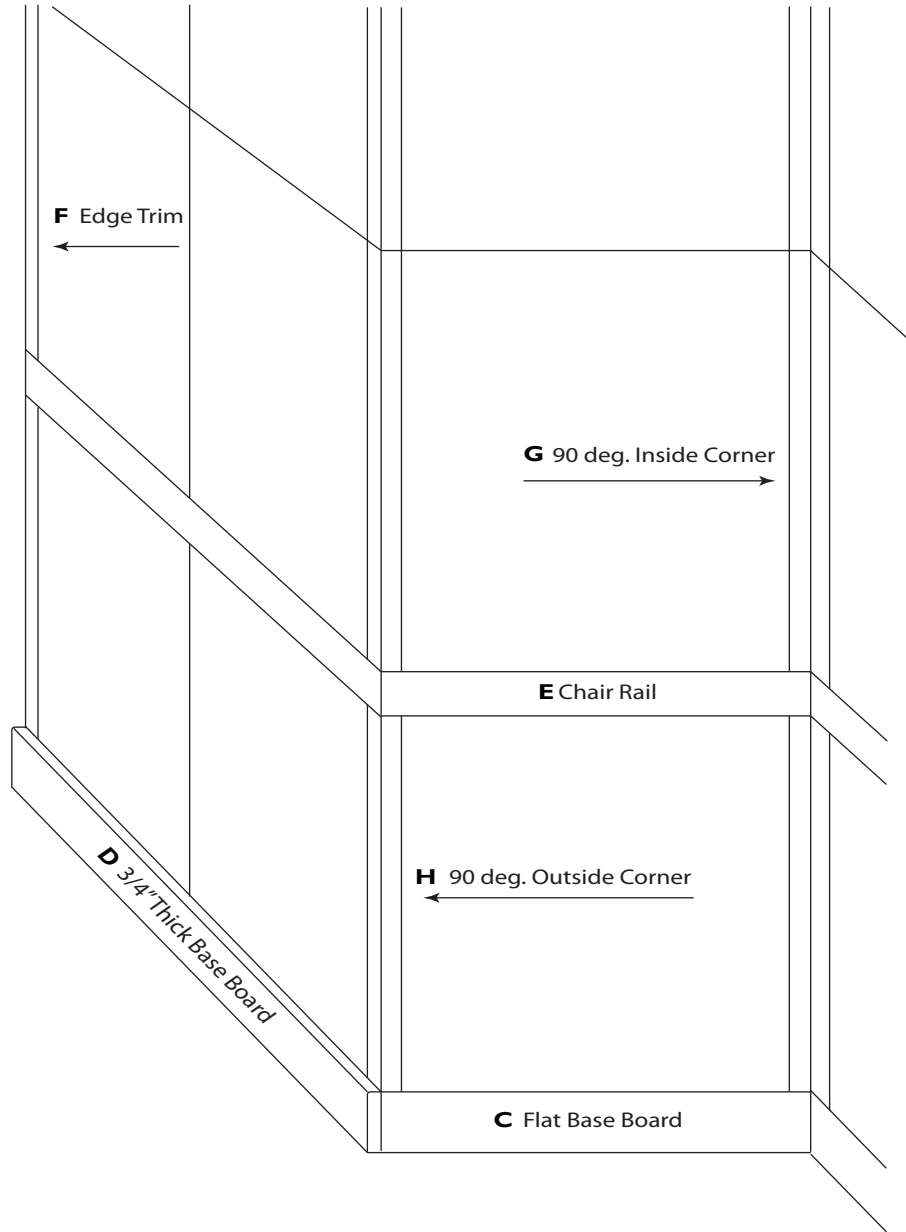 F Edge Trim
G 90 deg. Inside Corner
E Chair Rail
H 90 deg. Outside Corner
D 3/4" Thick Base Board
C Flat Base Board